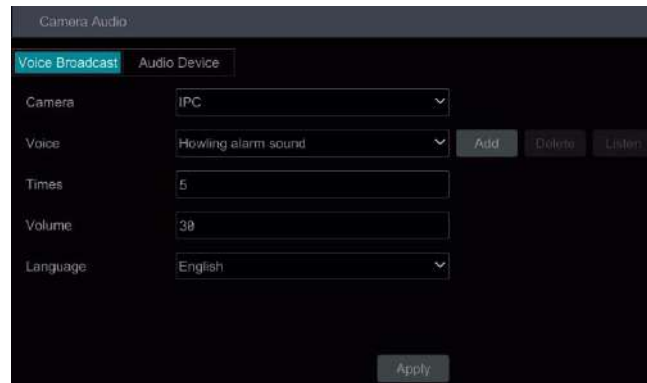 Camera Audio
Voice Broadcast Audio Device
Camera IPC
Voice Howling alarm sound Add Delete Listen
Times 5
Volume 30
Language English
Apply